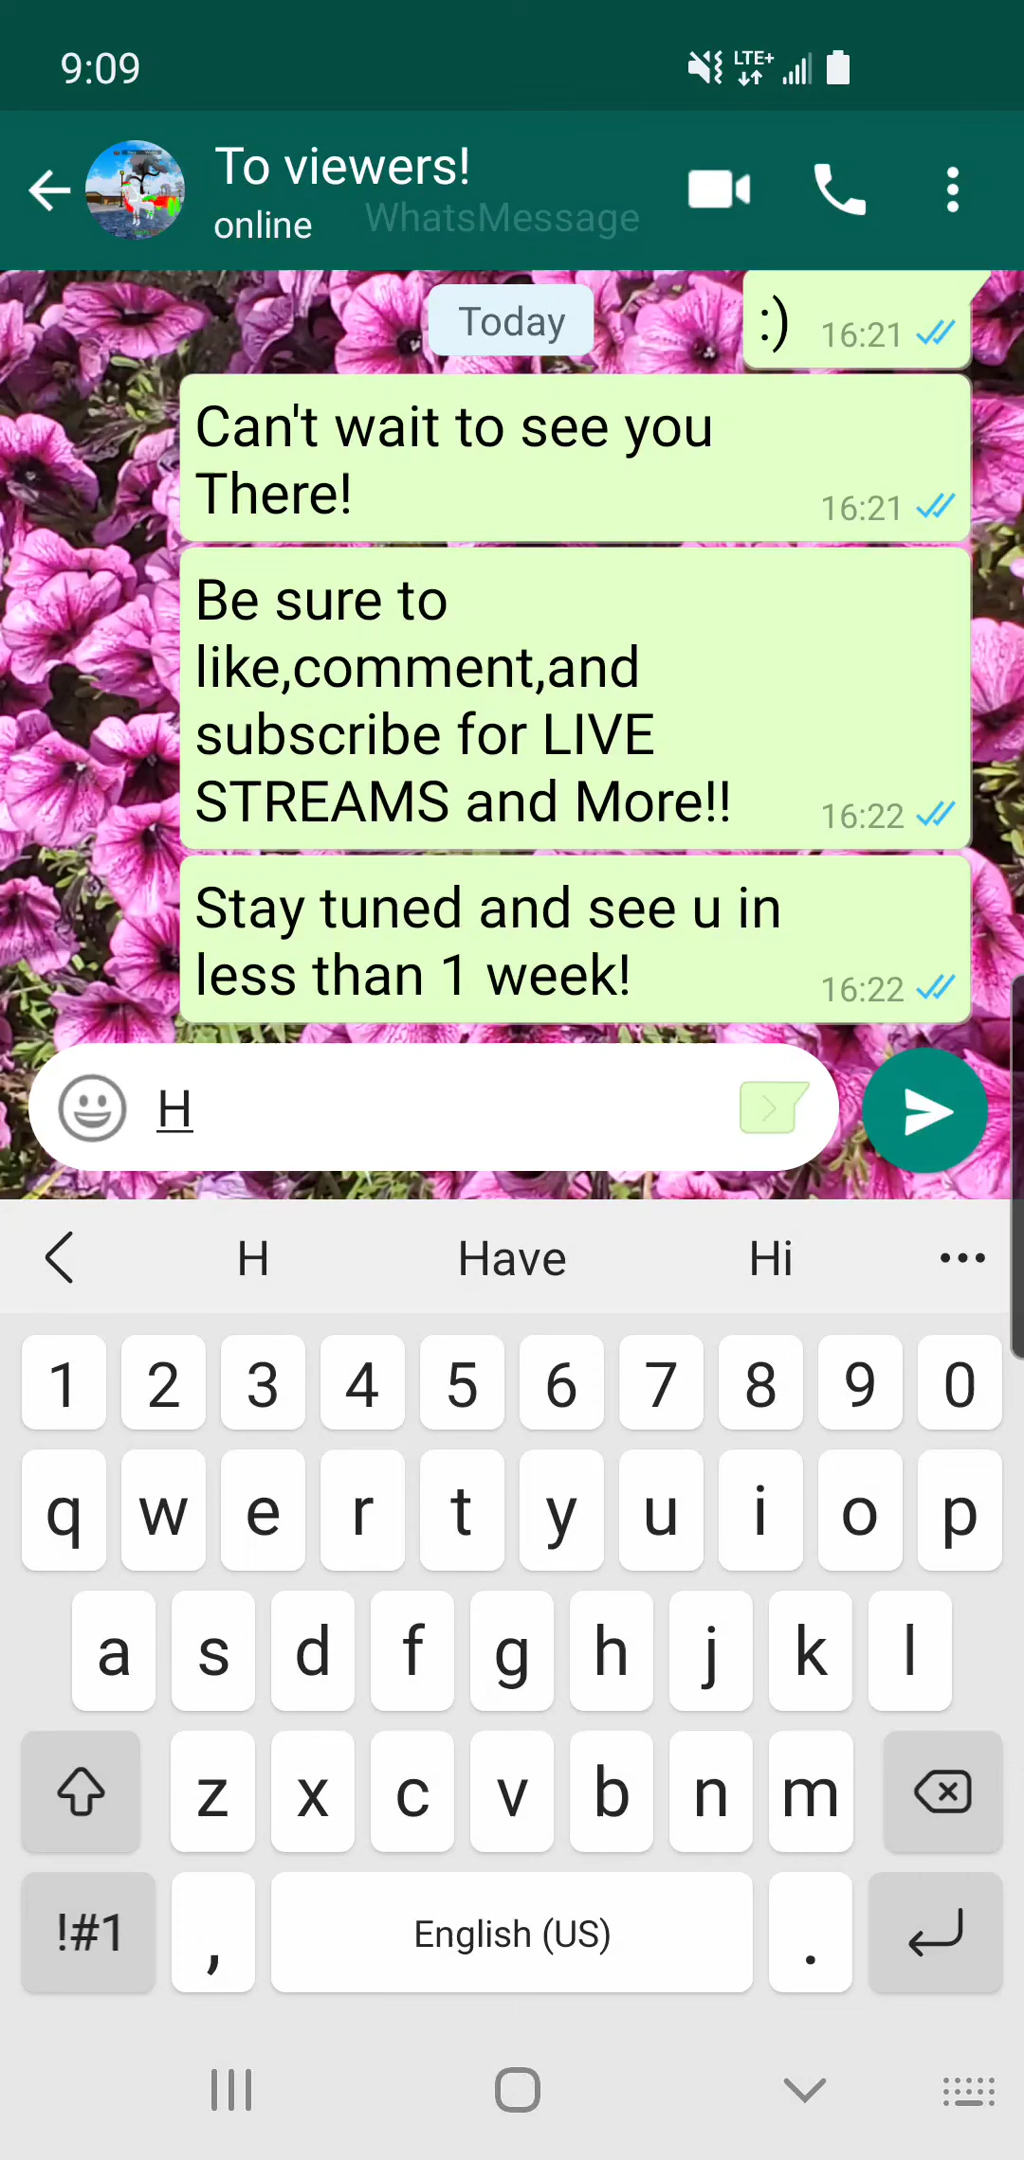 9:09
LTE+
To viewers!
online
WhatsMessage
Today
:)
16:21
Can't wait to see you
There!
16:21
Be sure to
like,comment,and
subscribe for LIVE
STREAMS and More!!
16:22
Stay tuned and see u in
less than 1 week!
16:22
H
H Have Hi
1 2 3 4 5 6 7 8 9 0
q w e r t y u i o p
a s d f g h j k l
z x c v b n m
!#1 , English (US) .